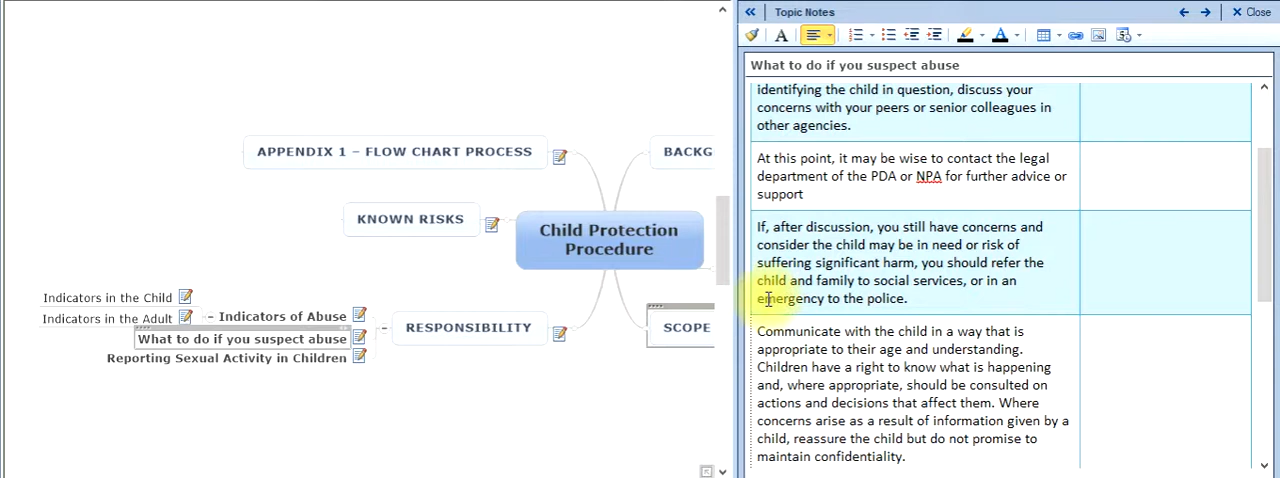 APPENDIX 1 – FLOW CHART PROCESS
BACKG
KNOWN RISKS
Child Protection
Procedure
Indicators in the Child
Indicators in the Adult
Indicators of Abuse
What to do if you suspect abuse
Reporting Sexual Activity in Children
RESPONSIBILITY
SCOPE
Topic Notes
Close
What to do if you suspect abuse
identifying the child in question, discuss your
concerns with your peers or senior colleagues in
other agencies.
At this point, it may be wise to contact the legal
department of the PDA or NPA for further advice or
support
If, after discussion, you still have concerns and
consider the child may be in need or risk of
suffering significant harm, you should refer the
child and family to social services, or in an
emergency to the police.
Communicate with the child in a way that is
appropriate to their age and understanding.
Children have a right to know what is happening
and, where appropriate, should be consulted on
actions and decisions that affect them. Where
concerns arise as a result of information given by a
child, reassure the child but do not promise to
maintain confidentiality.